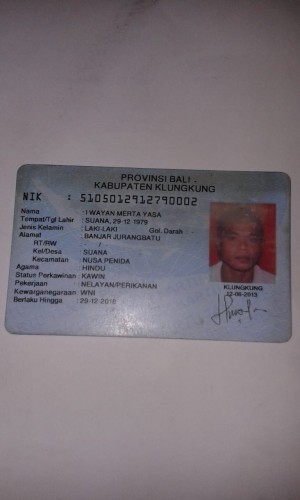 PROVINSI BALI
KABUPATEN KLUNGKUNG
NIK : 5105012912790002
Nama : I WAYAN MERTA YASA
Tempat/Tgl Lahir : SUANA, 29-12-1979
Jenis Kelamin : LAKI-LAKI Gol. Darah : -
Alamat : BANJAR JURANGBATU
RT/RW : - / -
Kel/Desa : SUANA
Kecamatan : NUSA PENIDA
Agama : HINDU
Status Perkawinan : KAWIN
Pekerjaan : NELAYAN/PERIKANAN
Kewarganegaraan : WNI
Berlaku Hingga : 29-12-2018
KLUNGKUNG
12-06-2013